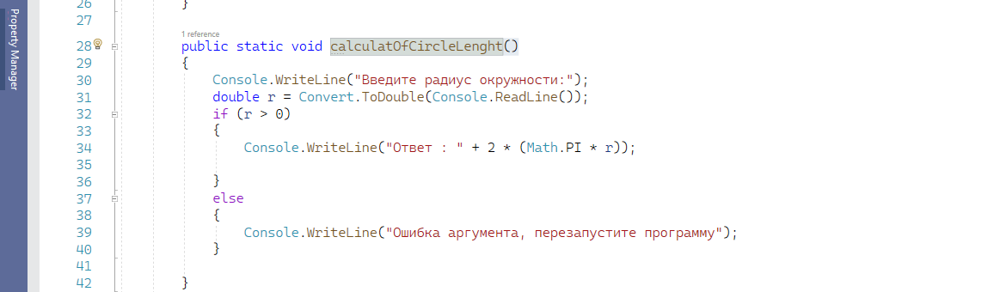 Property Manager
26 }
27
1 reference
28 public static void calculatOfCircleLenght()
29 {
30 Console.WriteLine("Введите радиус окружности:");
31 double r = Convert.ToDouble(Console.ReadLine());
32 if (r > 0)
33 {
34 Console.WriteLine("Ответ : " + 2 * (Math.PI * r));
35
36 }
37 else
38 {
39 Console.WriteLine("Ошибка аргумента, перезапустите программу");
40 }
41
42 }